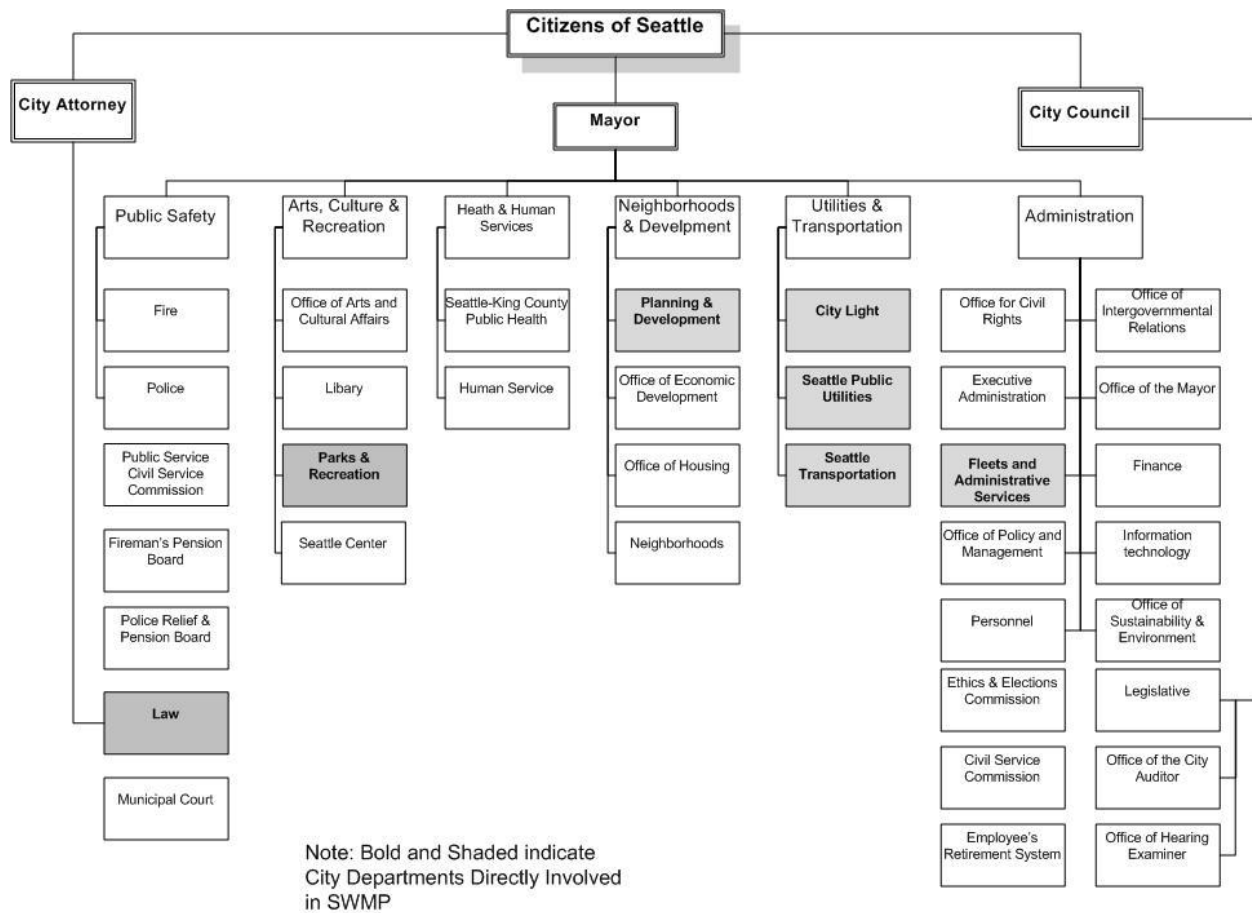 Citizens of Seattle
City Attorney
Mayor
City Council
Public Safety
Arts, Culture &
Recreation
Heath & Human
Services
Neighborhoods
& Develpment
Utilities &
Transportation
Administration
Fire
Office of Arts and
Cultural Affairs
Seattle-King County
Public Health
Planning &
Development
City Light
Office for Civil
Rights
Office of
Intergovernmental
Relations
Police
Libary
Human Service
Office of Economic
Development
Seattle Public
Utilities
Executive
Administration
Office of the Mayor
Public Service
Civil Service
Commission
Parks &
Recreation
Office of Housing
Seattle
Transportation
Fleets and
Administrative
Services
Finance
Fireman's Pension
Board
Seattle Center
Neighborhoods
Office of Policy and
Management
Information
technology
Police Relief &
Pension Board
Personnel
Office of
Sustainability &
Environment
Law
Ethics & Elections
Commission
Legislative
Municipal Court
Civil Service
Commission
Office of the City
Auditor
Employee's
Retirement System
Office of Hearing
Examiner
Note: Bold and Shaded indicate
City Departments Directly Involved
in SWMP